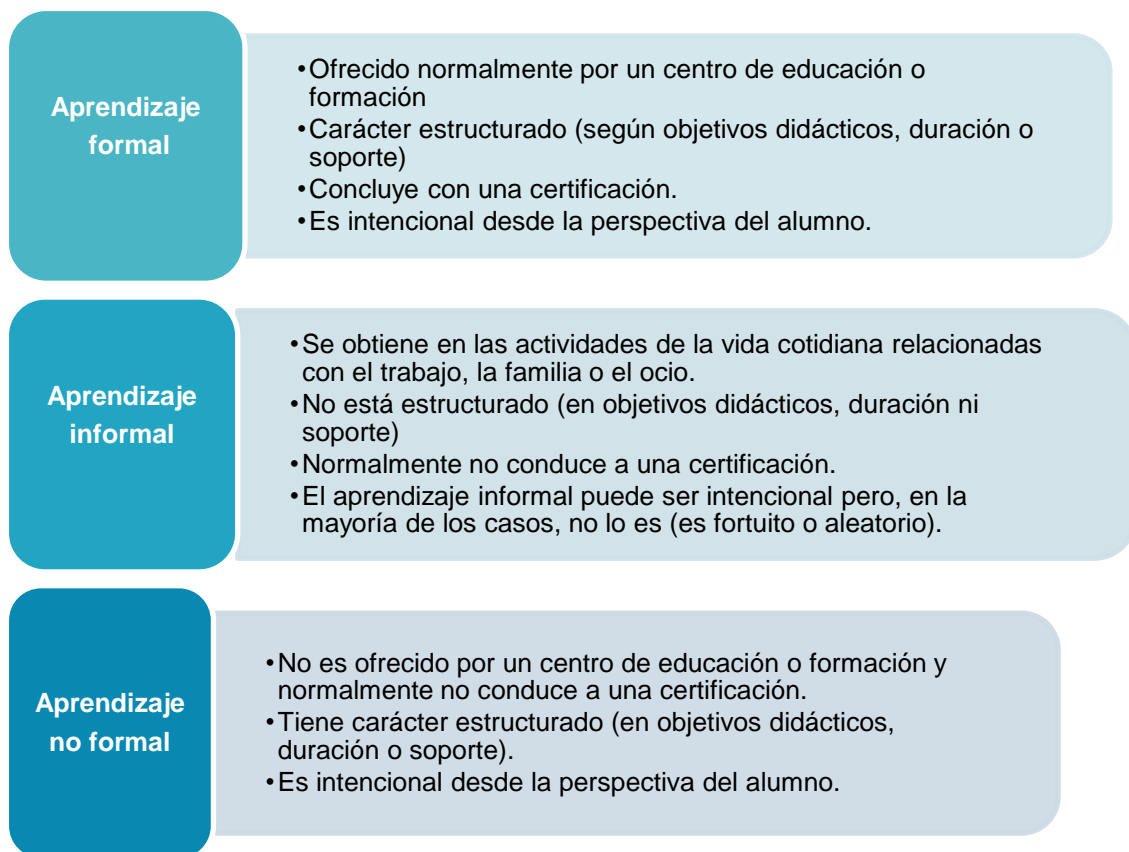 Aprendizaje
formal
•Ofrecido normalmente por un centro de educación o
formación
•Carácter estructurado (según objetivos didácticos, duración o
soporte)
•Concluye con una certificación.
•Es intencional desde la perspectiva del alumno.
Aprendizaje
informal
•Se obtiene en las actividades de la vida cotidiana relacionadas
con el trabajo, la familia o el ocio.
•No está estructurado (en objetivos didácticos, duración ni
soporte)
•Normalmente no conduce a una certificación.
•El aprendizaje informal puede ser intencional pero, en la
mayoría de los casos, no lo es (es fortuito o aleatorio).
Aprendizaje
no formal
•No es ofrecido por un centro de educación o formación y
normalmente no conduce a una certificación.
•Tiene carácter estructurado (en objetivos didácticos,
duración o soporte).
•Es intencional desde la perspectiva del alumno.